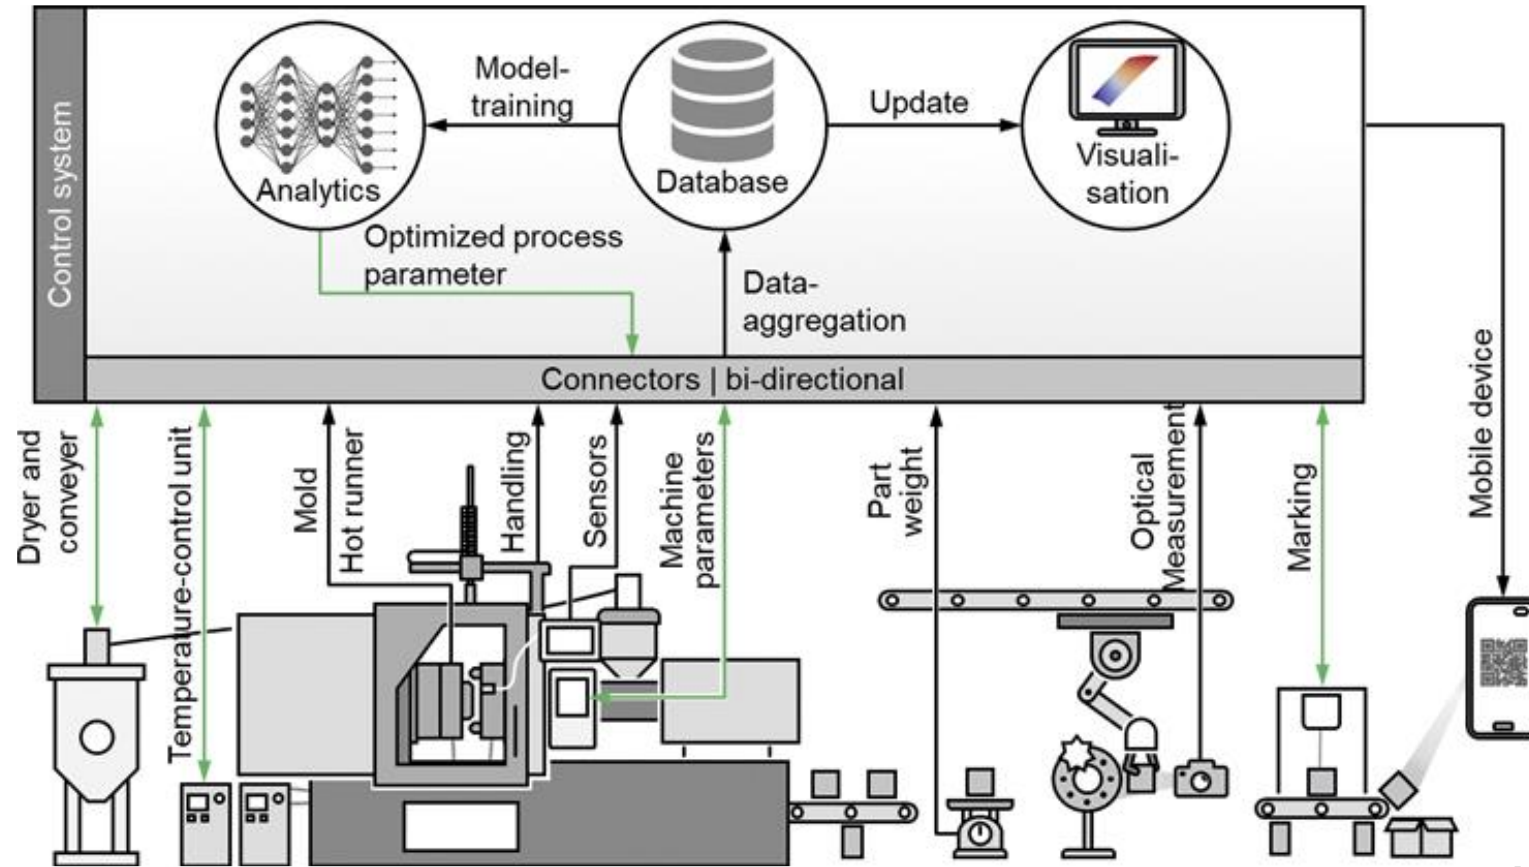 Control system
Model-
training
Update
Analytics
Database
Visuali-
sation
Optimized process
parameter
Data-
aggregation
Connectors | bi-directional
Dryer and
conveyer
Temperature-control unit
Mold
Hot runner
Handling
Sensors
Machine
parameters
Part
weight
Optical
Measurement
Marking
Mobile device